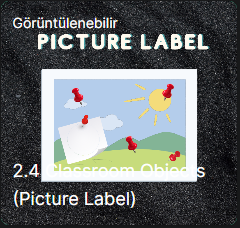 Görüntülenebilir
PICTURE LABEL
2.4 Classroom Objects
(Picture Label)